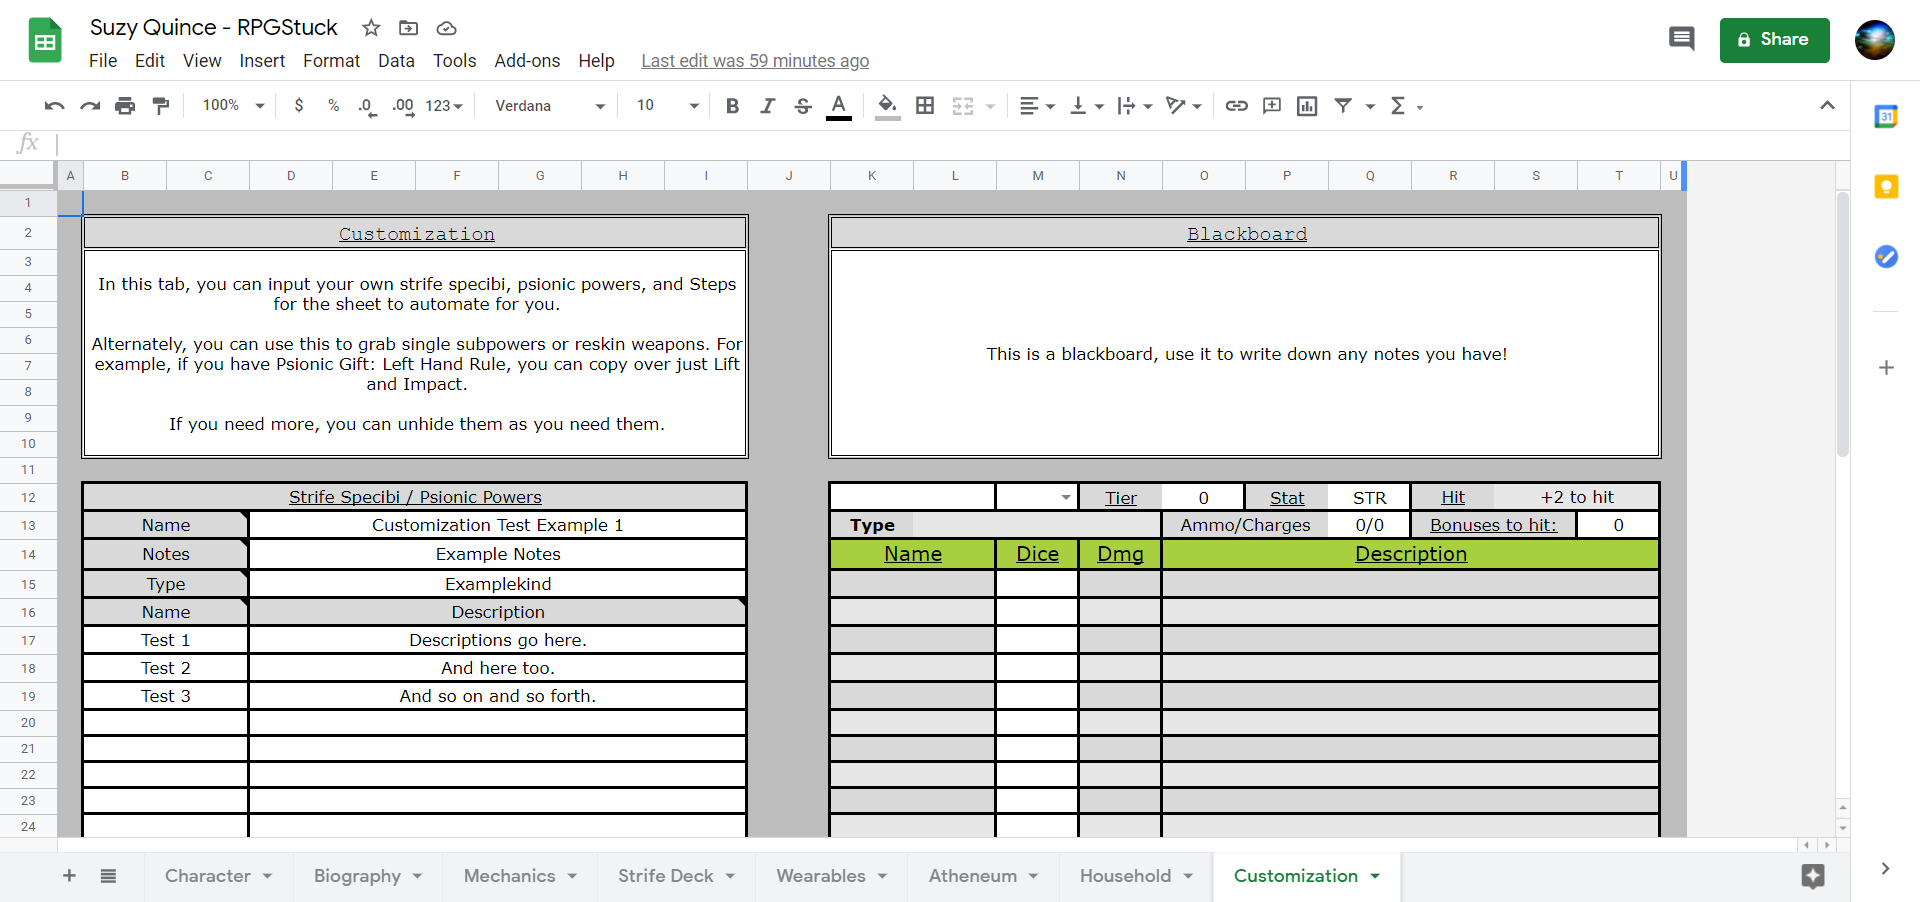 Suzy Quince - RPGStuck
File Edit View Insert Format Data Tools Add-ons Help Last edit was 59 minutes ago
Share
100% $ % .0 .00 123 Verdana 10 B I S A Σ
31
fx
A B C D E F G H I J K L M N O P Q R S T U
1
2 Customization Blackboard
3
4 In this tab, you can input your own strife specibi, psionic powers, and Steps
5 for the sheet to automate for you.
6 Alternately, you can use this to grab single subpowers or reskin weapons. For This is a blackboard, use it to write down any notes you have!
7 example, if you have Psionic Gift: Left Hand Rule, you can copy over just Lift
8 and Impact.
9 If you need more, you can unhide them as you need them.
10
11
12 Strife Specibi / Psionic Powers Tier 0 Stat STR Hit +2 to hit
13 Name Customization Test Example 1 Type Ammo/Charges 0/0 Bonuses to hit: 0
14 Notes Example Notes Name Dice Dmg Description
15 Type Examplekind
16 Name Description
17 Test 1 Descriptions go here.
18 Test 2 And here too.
19 Test 3 And so on and so forth.
20
21
22
23
24
Character Biography Mechanics Strife Deck Wearables Atheneum Household Customization